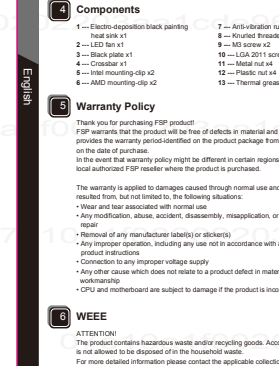 4 Components
1 --- Electro-deposition black painting
heat sink x1
2 --- LED fan x1
3 --- Black plate x1
4 --- Crossbar x1
5 --- Intel mounting-clip x2
6 --- AMD mounting-clip x2
7 --- Anti-vibration
8 --- Knurled
9 --- M3 screw x2
10 --- LGA 2011
11 --- Metal nut x4
12 --- Plastic nut x4
13 --- Thermal
English
5 Warranty Policy
Thank you for purchasing FSP product!
FSP warrants that the product will be free of defects in material and
provides the warranty period-identified on the product package from
on the date of purchase.
In the event that warranty policy might be different in certain regions
local authorized FSP reseller where the product is purchased.
The warranty is applied to damages caused through normal use and
resulted from, but not limited to, the following situations:
• Wear and tear associated with normal use
• Any modification, abuse, accident, disassembly, misapplication, or
repair
• Removal of any manufacturer label(s) or sticker(s)
• Any improper operation, including any use not in accordance with
product instructions
• Connection to any improper voltage supply
• Any other cause which does not relate to a product defect in
workmanship
• CPU and motherboard are subject to damage if the product is
6 WEEE
ATTENTION!
The product contains hazardous waste and/or recycling goods.
is not allowed to be disposed of in the household waste.
For more detailed information please contact the applicable